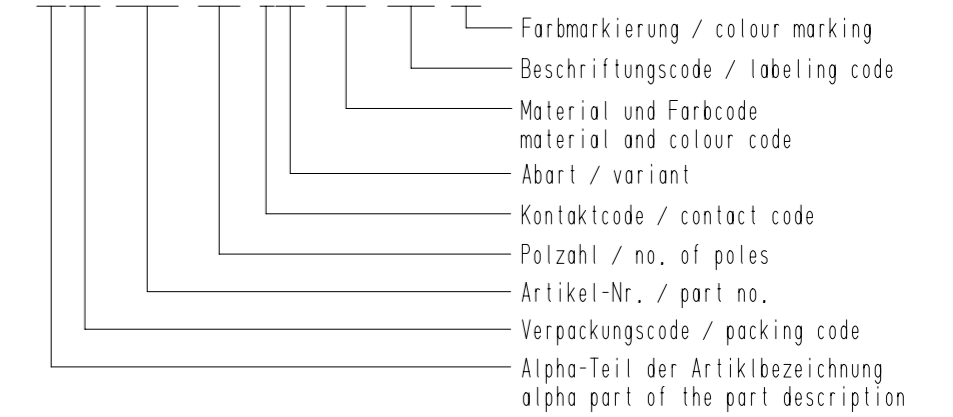 Farbmarkierung / colour marking
Beschriftungscode / labeling code
Material und Farbcode
material and colour code
Abart / variant
Kontaktcode / contact code
Polzahl / no. of poles
Artikel-Nr. / part no.
Verpackungscode / packing code
Alpha-Teil der Artiklbezeichnung
alpha part of the part description